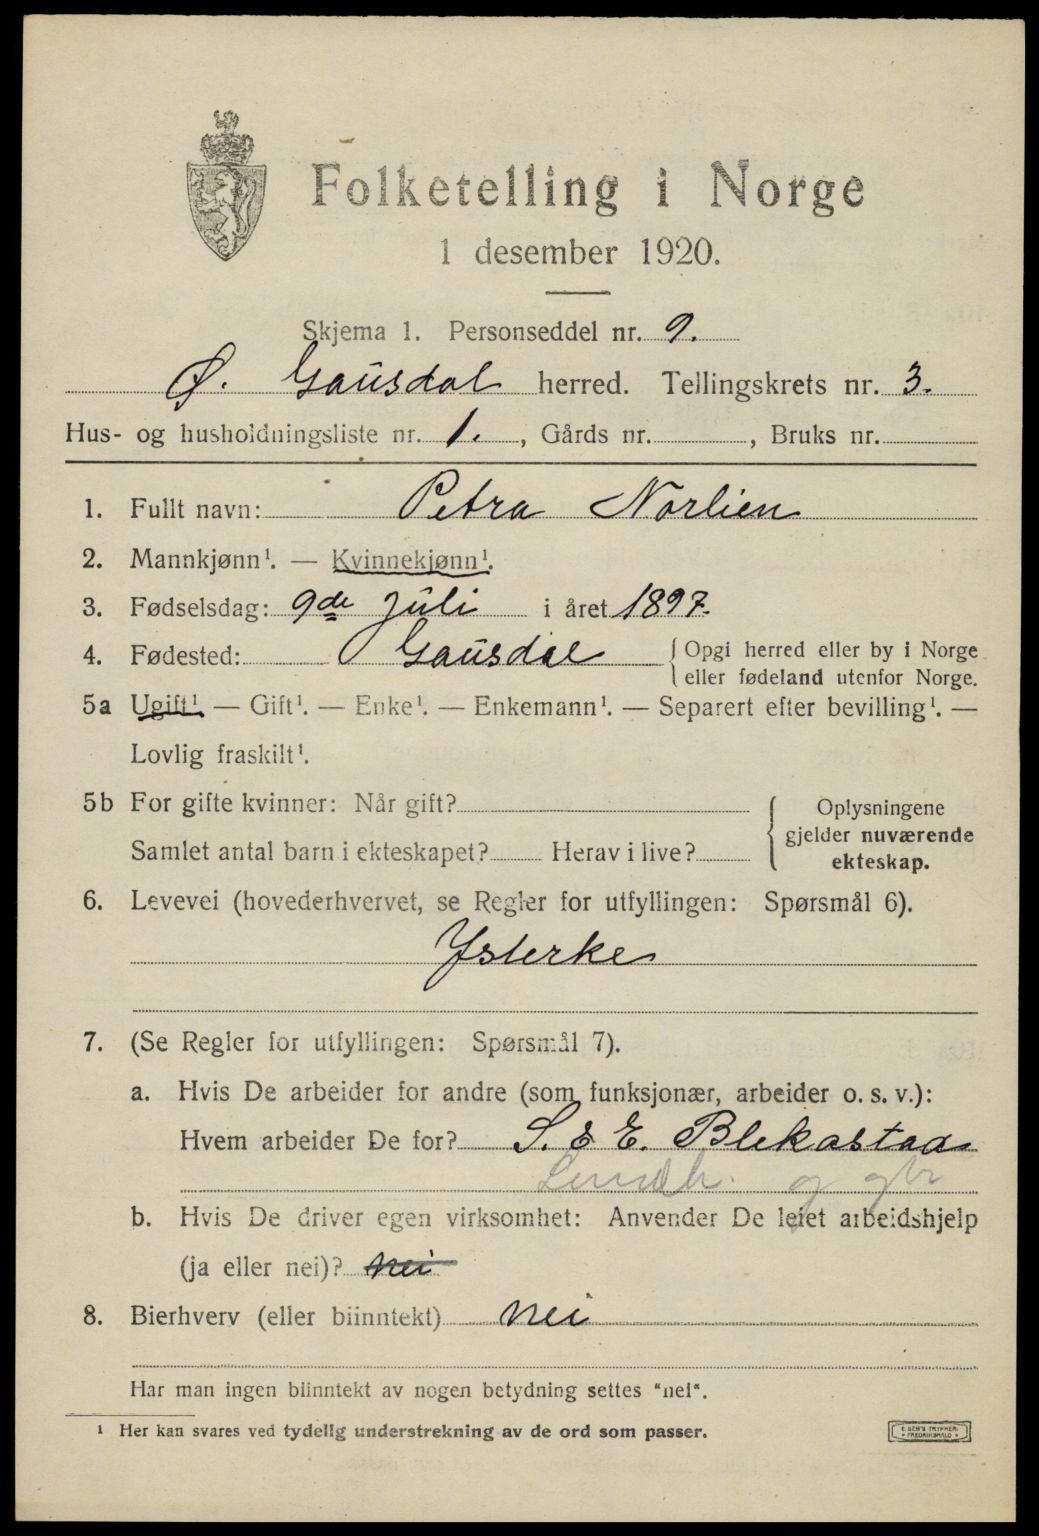 Folketelling i Norge
1 desember 1920.
Skjema 1. Personseddel nr. 9.
Ø. Gausdal herred. Tellingskrets nr. 3.
Hus- og husholdningsliste nr. 1. , Gårds nr. , Bruks nr.
1. Fullt navn: Petra Norlien
2. Mannkjønn¹. — Kvinnekjønn¹.
3. Fødselsdag: 9de juli i året 1897.
4. Fødested: Gausdal { Opgi herred eller by i Norge
eller fødeland utenfor Norge.
5a Ugift¹. — Gift¹. — Enke¹. — Enkemann¹. — Separert efter bevilling¹. —
Lovlig fraskilt¹.
5b For gifte kvinner: Når gift? { Oplysningene
gjelder nuværende
Samlet antal barn i ekteskapet? Herav i live?
ekteskap.
6. Levevei (hovederhvervet, se Regler for utfyllingen: Spørsmål 6).
Ysterke
7. (Se Regler for utfyllingen: Spørsmål 7).
a. Hvis De arbeider for andre (som funksjonær, arbeider o. s. v.):
Hvem arbeider De for? S. & E. Blekastad
og gbr
b. Hvis De driver egen virksomhet: Anvender De leiet arbeidshjelp
(ja eller nei)? nei
8. Bierhverv (eller biinntekt) nei
Har man ingen biinntekt av nogen betydning settes "nei".
¹ Her kan svares ved tydelig understrekning av de ord som passer.